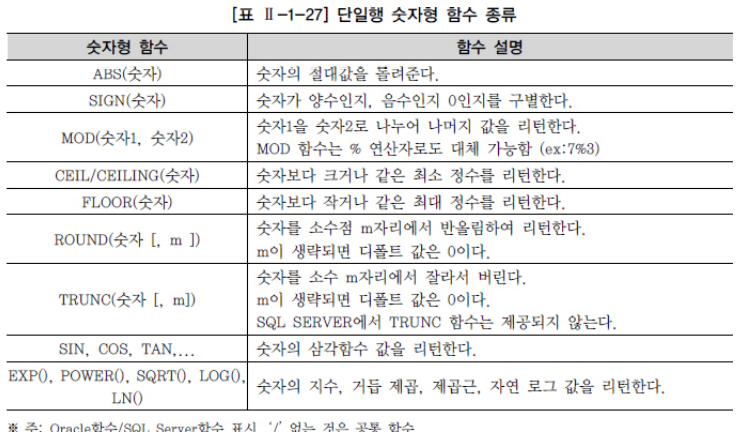 [표 Ⅱ-1-27] 단일행 숫자형 함수 종류
숫자형 함수 함수 설명
ABS(숫자) 숫자의 절대값을 돌려준다.
SIGN(숫자) 숫자가 양수인지, 음수인지 0인지를 구별한다.
MOD(숫자1, 숫자2) 숫자1을 숫자2로 나누어 나머지 값을 리턴한다.
MOD 함수는 % 연산자로도 대체 가능함 (ex:7%3)
CEIL/CEILING(숫자) 숫자보다 크거나 같은 최소 정수를 리턴한다.
FLOOR(숫자) 숫자보다 작거나 같은 최대 정수를 리턴한다.
ROUND(숫자 [, m ]) 숫자를 소수점 m자리에서 반올림하여 리턴한다.
m이 생략되면 디폴트 값은 0이다.
TRUNC(숫자 [, m]) 숫자를 소수 m자리에서 잘라서 버린다.
m이 생략되면 디폴트 값은 0이다.
SQL SERVER에서 TRUNC 함수는 제공되지 않는다.
SIN, COS, TAN,... 숫자의 삼각함수 값을 리턴한다.
EXP(), POWER(), SQRT(), LOG(),
LN() 숫자의 지수, 거듭 제곱, 제곱근, 자연 로그 값을 리턴한다.
※ 주: Oracle함수/SQL Server함수 표시, '/' 없는 것은 공통 함수